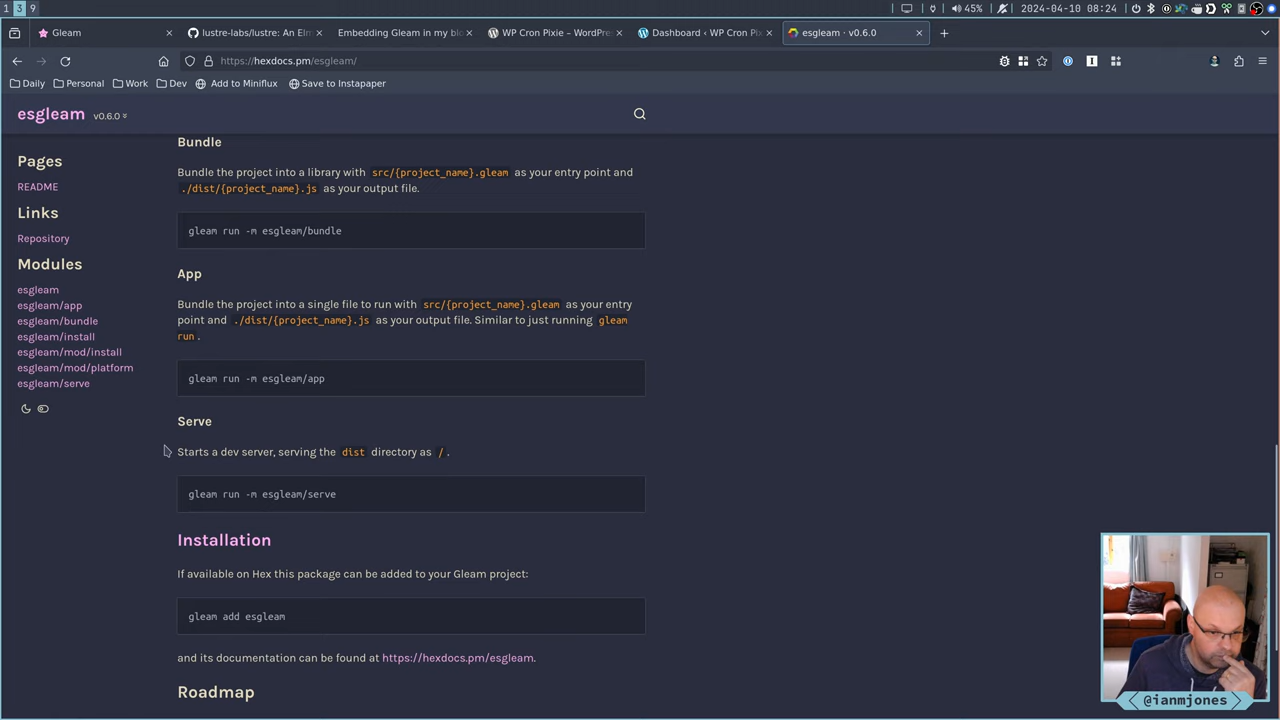 1 3 9
45% 2024-04-10 08:24
Gleam
lustre-labs/lustre: An Elm
Embedding Gleam in my blo
WP Cron Pixie – WordPres
Dashboard ‹ WP Cron Pixi
esgleam · v0.6.0
https://hexdocs.pm/esgleam/
Daily Personal Work Dev Add to Miniflux Save to Instapaper
esgleam v0.6.0
Pages
README
Links
Repository
Modules
esgleam
esgleam/app
esgleam/bundle
esgleam/install
esgleam/mod/install
esgleam/mod/platform
esgleam/serve
Bundle
Bundle the project into a library with src/{project_name}.gleam as your entry point and
./dist/{project_name}.js as your output file.
gleam run -m esgleam/bundle
App
Bundle the project into a single file to run with src/{project_name}.gleam as your entry
point and ./dist/{project_name}.js as your output file. Similar to just running gleam
run .
gleam run -m esgleam/app
Serve
Starts a dev server, serving the dist directory as / .
gleam run -m esgleam/serve
Installation
If available on Hex this package can be added to your Gleam project:
gleam add esgleam
and its documentation can be found at https://hexdocs.pm/esgleam.
Roadmap
@ianmjones